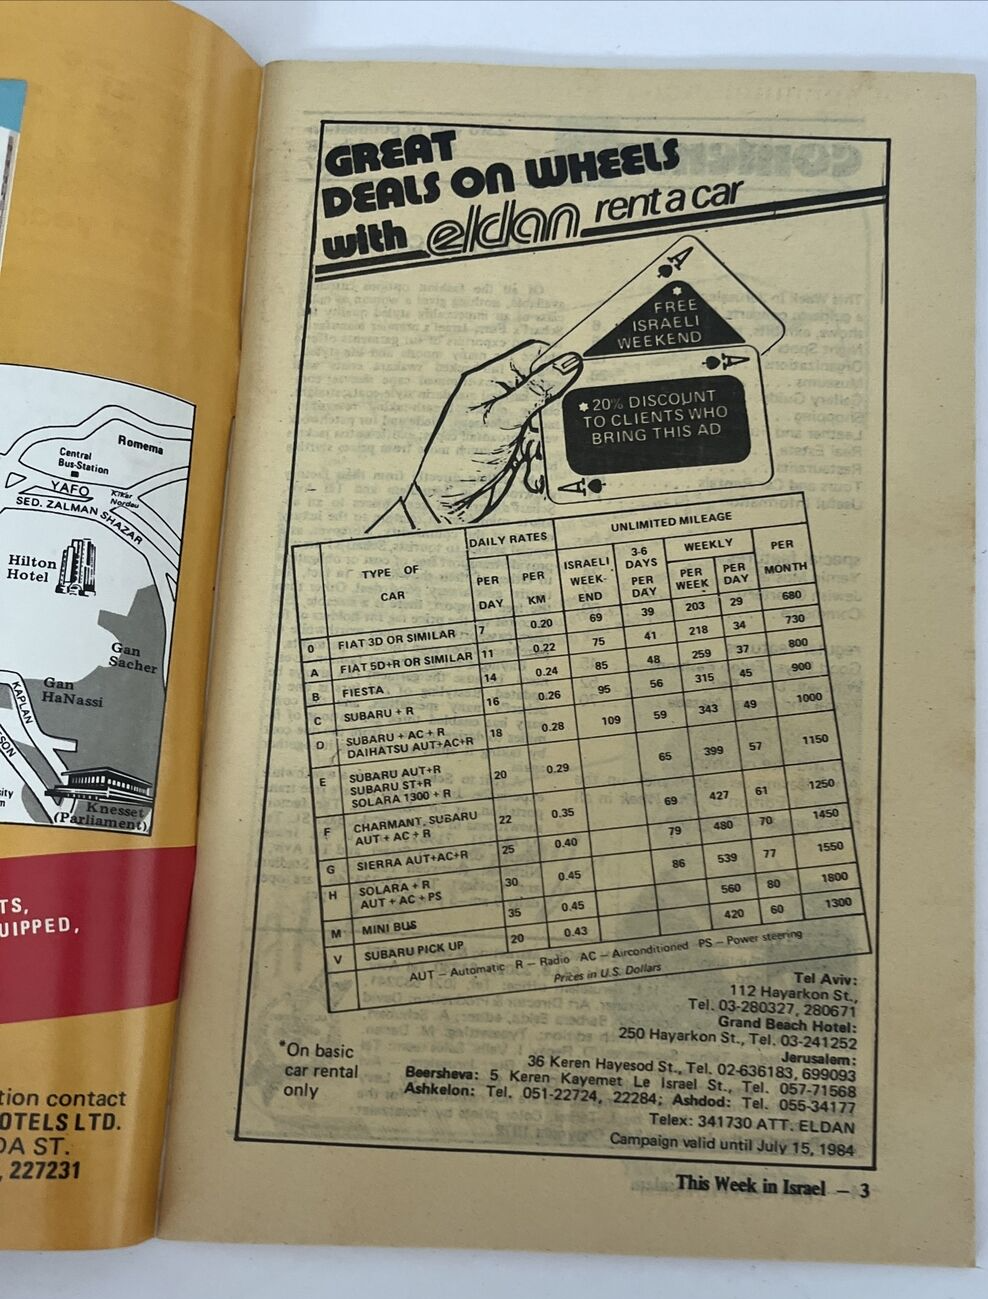 Romema
Central
Bus-Station
YAFO
Kikar
Nordau
SED. ZALMAN SHAZAR
Hilton
Hotel
Gan
Sacher
Gan
HaNassi
KAPLAN
Knesset
(Parliament)
TS,
UIPPED,
tion contact
OTELS LTD.
DA ST.
, 227231
GREAT
DEALS ON WHEELS
with eldan rent a car
A
FREE
ISRAELI
WEEKEND
A
* 20% DISCOUNT
TO CLIENTS WHO
BRING THIS AD
A
TYPE OF CAR | DAILY RATES | UNLIMITED MILEAGE
PER DAY | PER KM | ISRAELI WEEK-END | 3-6 DAYS PER DAY | WEEKLY PER WEEK | PER DAY | PER MONTH
0 FIAT 3D OR SIMILAR 7 0.20 69 39 203 29 680
A FIAT 5D+R OR SIMILAR 11 0.22 75 41 218 34 730
B FIESTA 14 0.24 85 48 259 37 800
C SUBARU + R 16 0.26 95 56 315 45 900
D SUBARU + AC + R
DAIHATSU AUT+AC+R 18 0.28 109 59 343 49 1000
E SUBARU AUT+R
SUBARU ST+R
SOLARA 1300 + R 20 0.29 65 399 57 1150
F CHARMANT, SUBARU
AUT + AC + R 22 0.35 69 427 61 1250
G SIERRA AUT+AC+R 25 0.40 79 480 70 1450
H SOLARA + R
AUT + AC + PS 30 0.45 86 539 77 1550
M MINI BUS 35 0.45 560 80 1800
V SUBARU PICK UP 20 0.43 420 60 1300
AUT – Automatic R – Radio AC – Airconditioned PS – Power steering
Prices in U.S. Dollars
Tel Aviv:
112 Hayarkon St.,
Tel. 03-280327, 280671
Grand Beach Hotel:
250 Hayarkon St., Tel. 03-241252
Jerusalem:
36 Keren Hayesod St., Tel. 02-636183, 699093
Beersheva: 5 Keren Kayemet Le Israel St., Tel. 057-71568
Ashkelon: Tel. 051-22724, 22284; Ashdod: Tel. 055-34177
Telex: 341730 ATT. ELDAN
Campaign valid until July 15, 1984
*On basic
car rental
only
This Week in Israel – 3